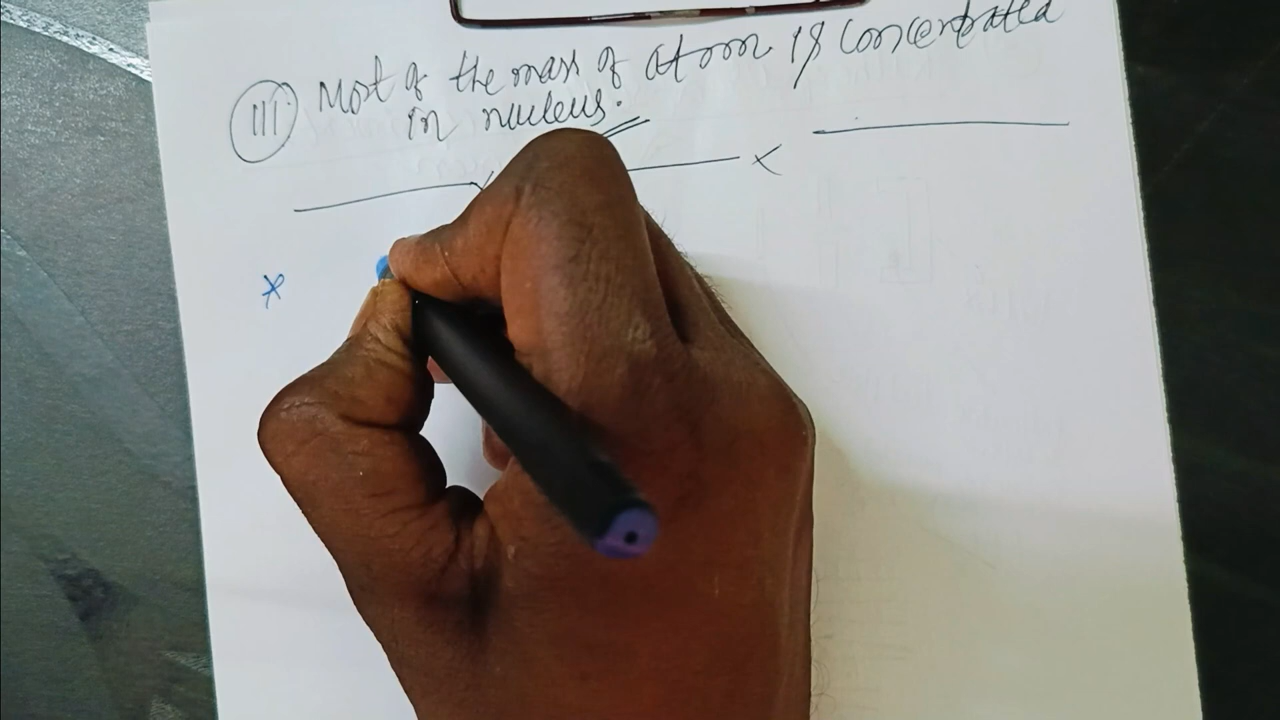 III Most of the mass of atom is concentrated
in nucleus.